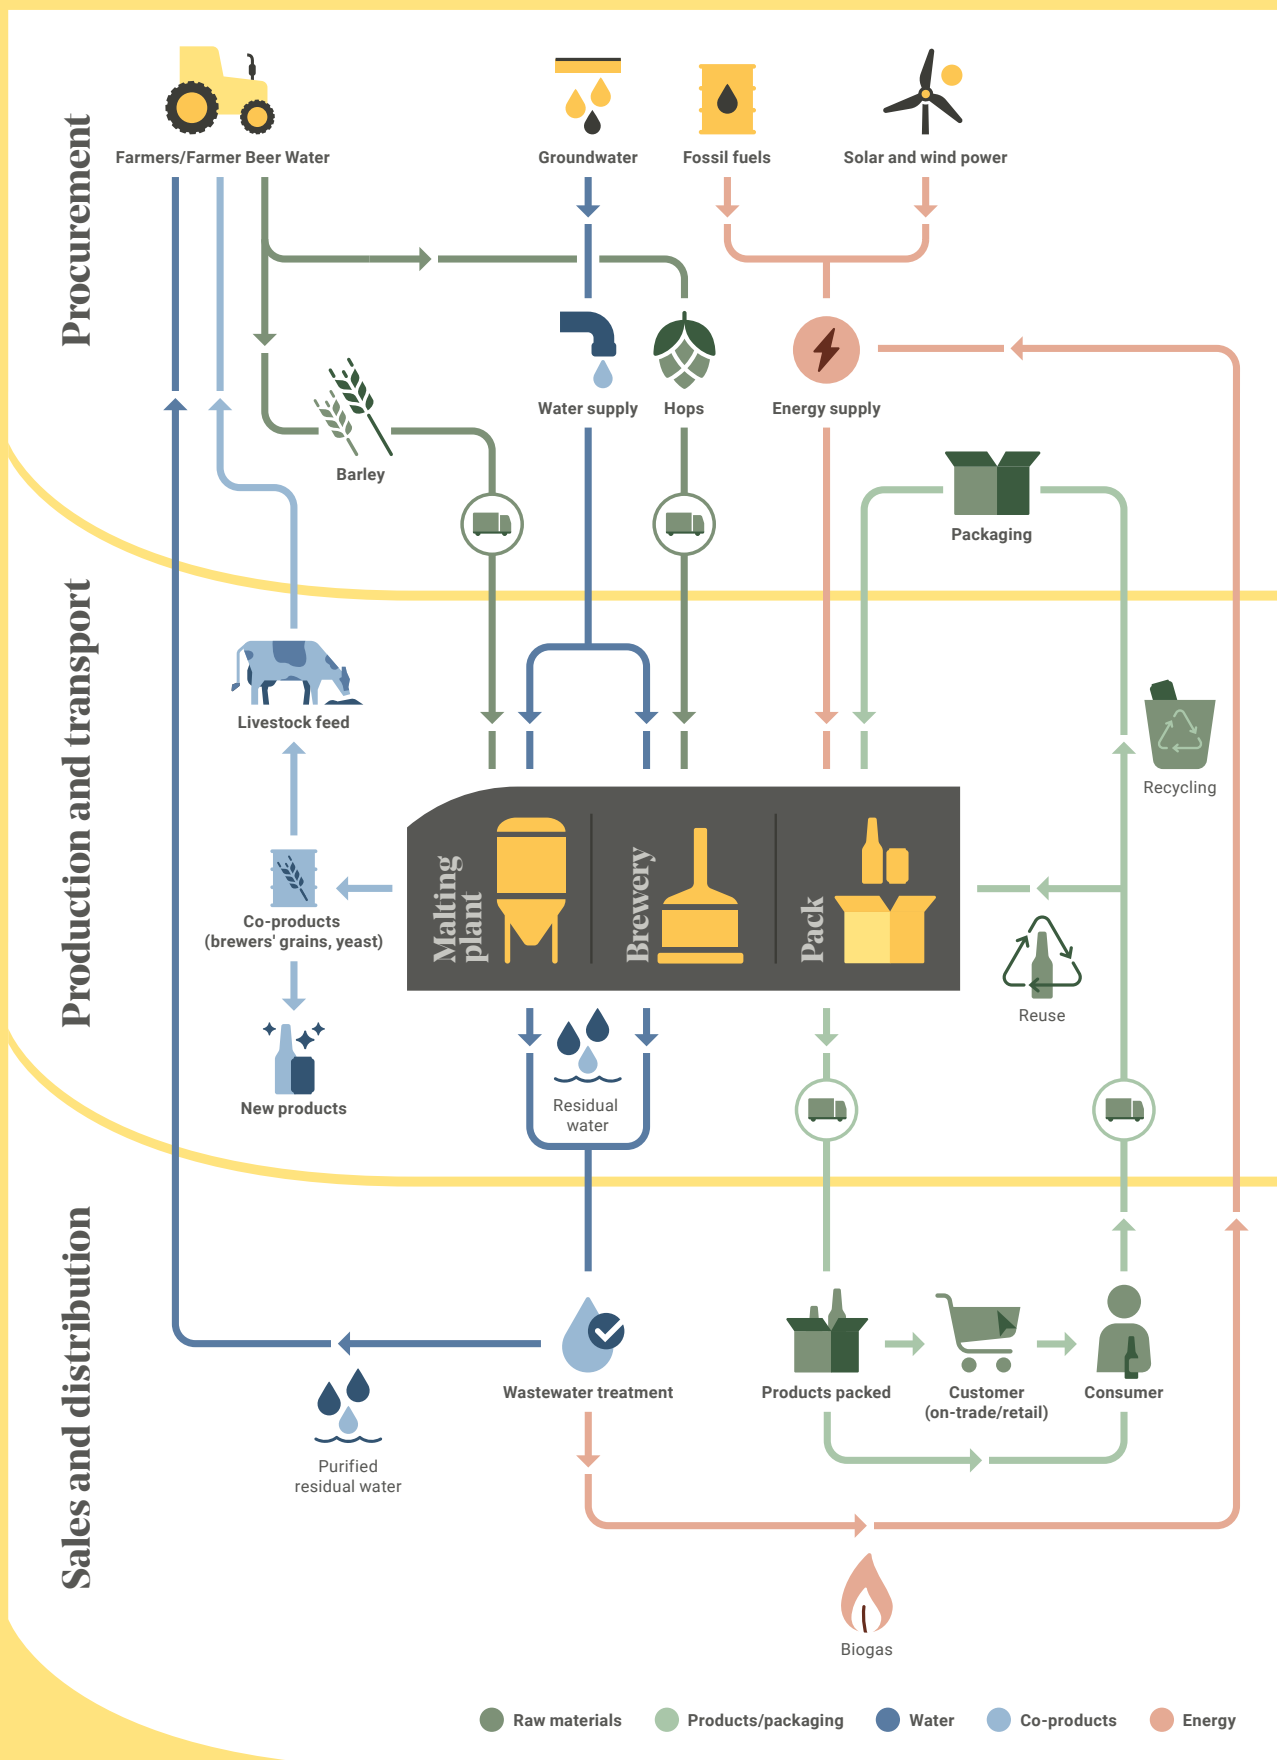 Procurement
Farmers/Farmer Beer Water
Groundwater
Fossil fuels
Solar and wind power
Water supply
Hops
Energy supply
Barley
Packaging
Production and transport
Livestock feed
Recycling
Malting
plant
Brewery
Pack
Co-products
(brewers' grains, yeast)
Reuse
New products
Residual
water
Sales and distribution
Wastewater treatment
Products packed
Customer
(on-trade/retail)
Consumer
Purified
residual water
Biogas
Raw materials
Products/packaging
Water
Co-products
Energy